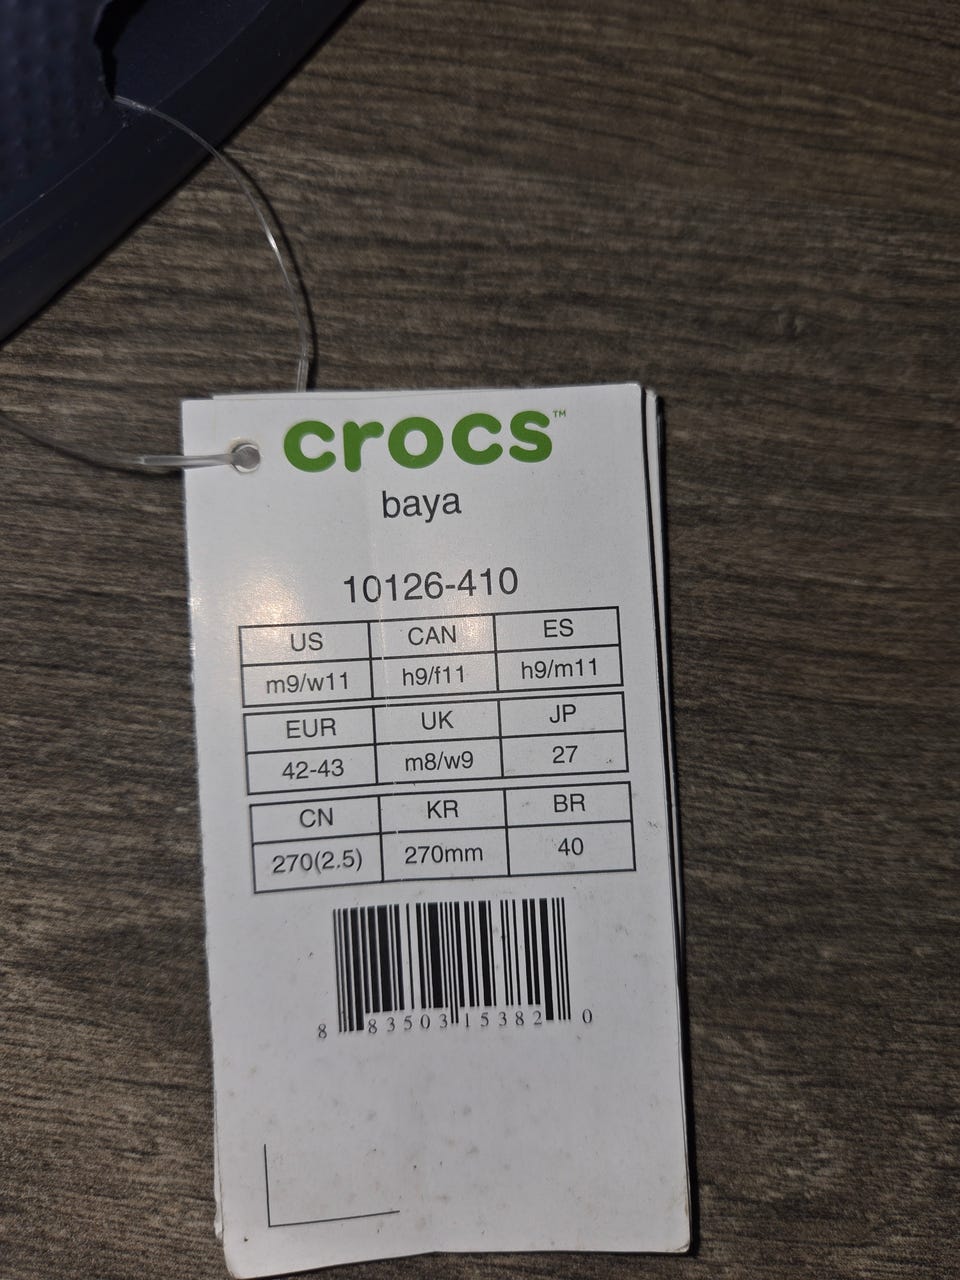 crocs™
baya
10126-410
US CAN ES
m9/w11 h9/f11 h9/m11
EUR UK JP
42-43 m8/w9 27
CN KR BR
270(2.5) 270mm 40
8 83503 15382 0